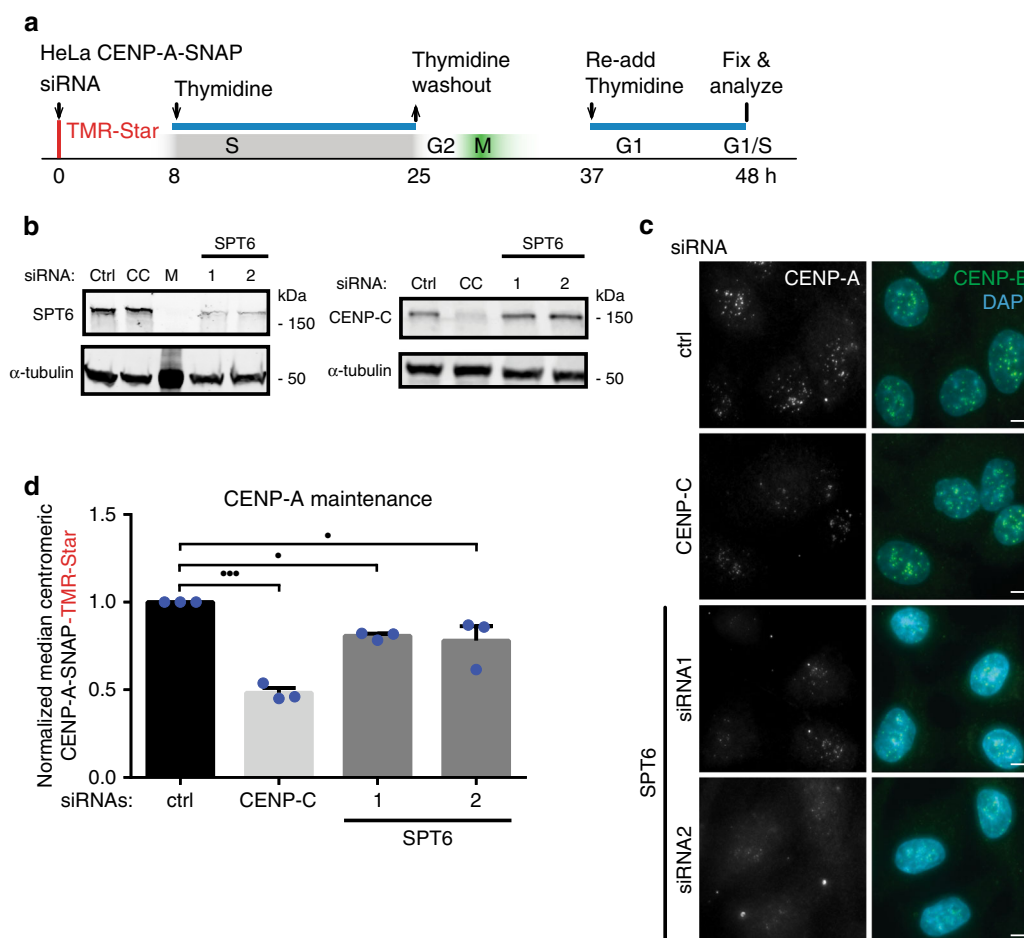 a
HeLa CENP-A-SNAP
siRNA
Thymidine
Thymidine
washout
Re-add
Thymidine
Fix &
analyze
TMR-Star
S
G2
M
G1
G1/S
0
8
25
37
48 h
b
SPT6
siRNA: Ctrl CC M 1 2
kDa
SPT6
- 150
α-tubulin
- 50
SPT6
siRNA: Ctrl CC 1 2
kDa
CENP-C
- 150
α-tubulin
- 50
c
siRNA
CENP-A
CENP-B
DAP
ctrl
CENP-C
siRNA1
siRNA2
SPT6
d
CENP-A maintenance
Normalized median centromeric
CENP-A-SNAP-TMR-Star
1.5
1.0
0.5
0.0
siRNAs: ctrl CENP-C 1 2
SPT6